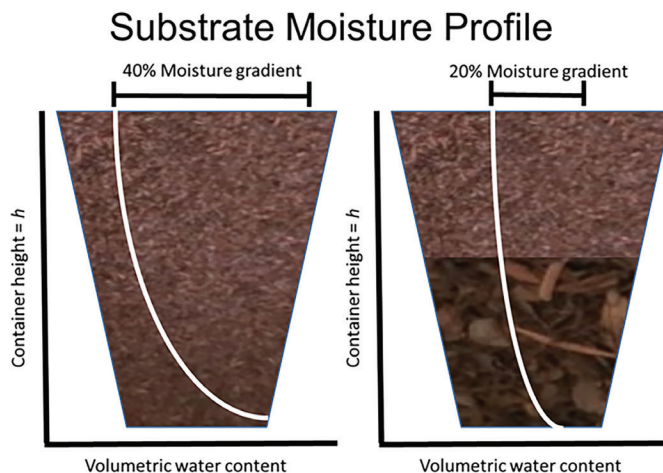 Substrate Moisture Profile
40% Moisture gradient
20% Moisture gradient
Container height = h
Container height = h
Volumetric water content
Volumetric water content